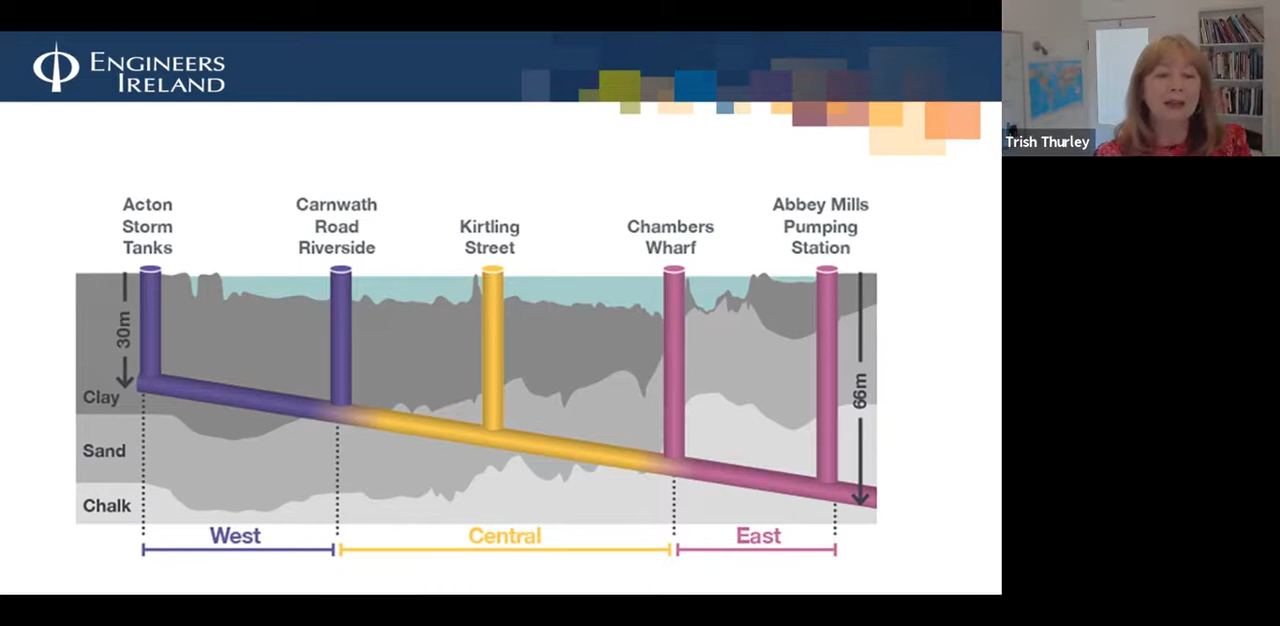 ENGINEERS
IRELAND
Trish Thurley
Acton
Storm
Tanks
Carnwath
Road
Riverside
Kirtling
Street
Chambers
Wharf
Abbey Mills
Pumping
Station
30m
66m
Clay
Sand
Chalk
West
Central
East